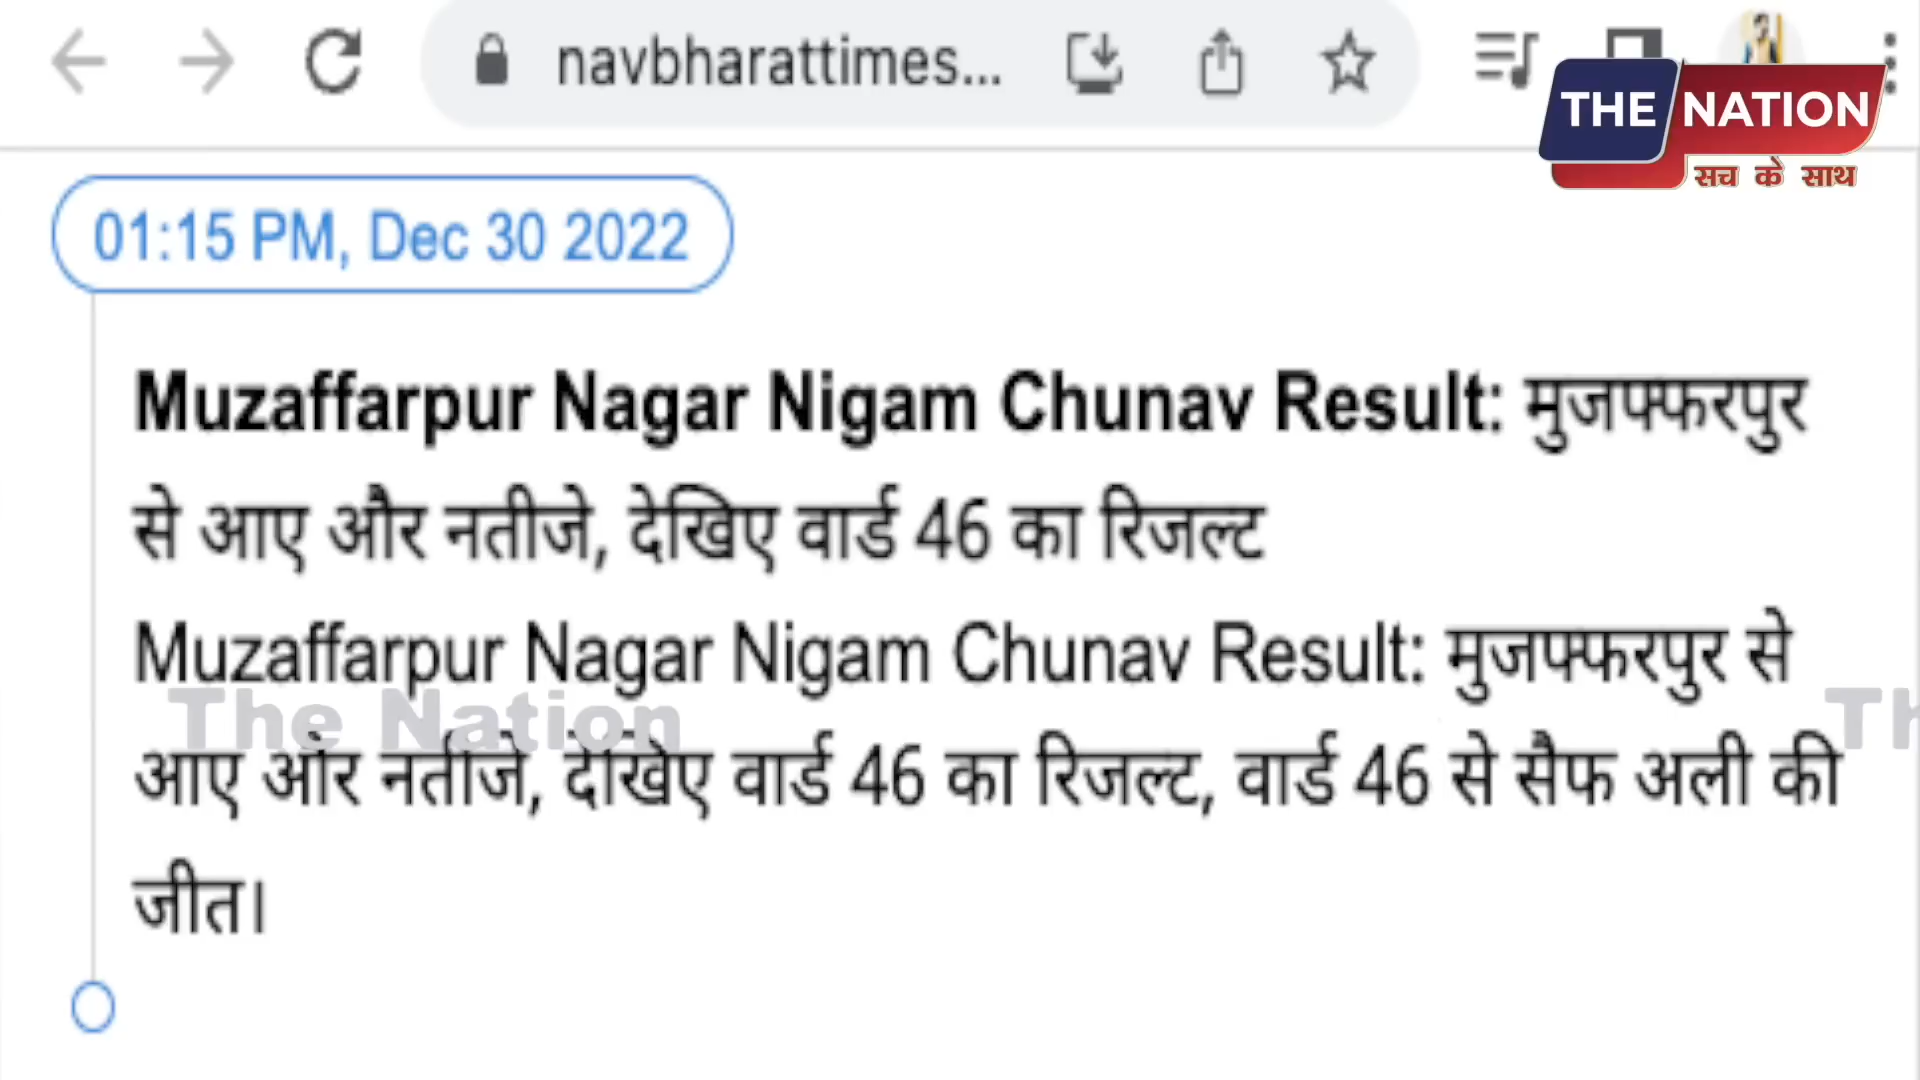 navbharattimes...
THE NATION
सच के साथ
01:15 PM, Dec 30 2022
Muzaffarpur Nagar Nigam Chunav Result: मुजफ्फरपुर
से आए और नतीजे, देखिए वार्ड 46 का रिजल्ट
Muzaffarpur Nagar Nigam Chunav Result: मुजफ्फरपुर से
The Nation
Th
आए और नतीजे, देखिए वार्ड 46 का रिजल्ट, वार्ड 46 से सैफ अली की
जीत।